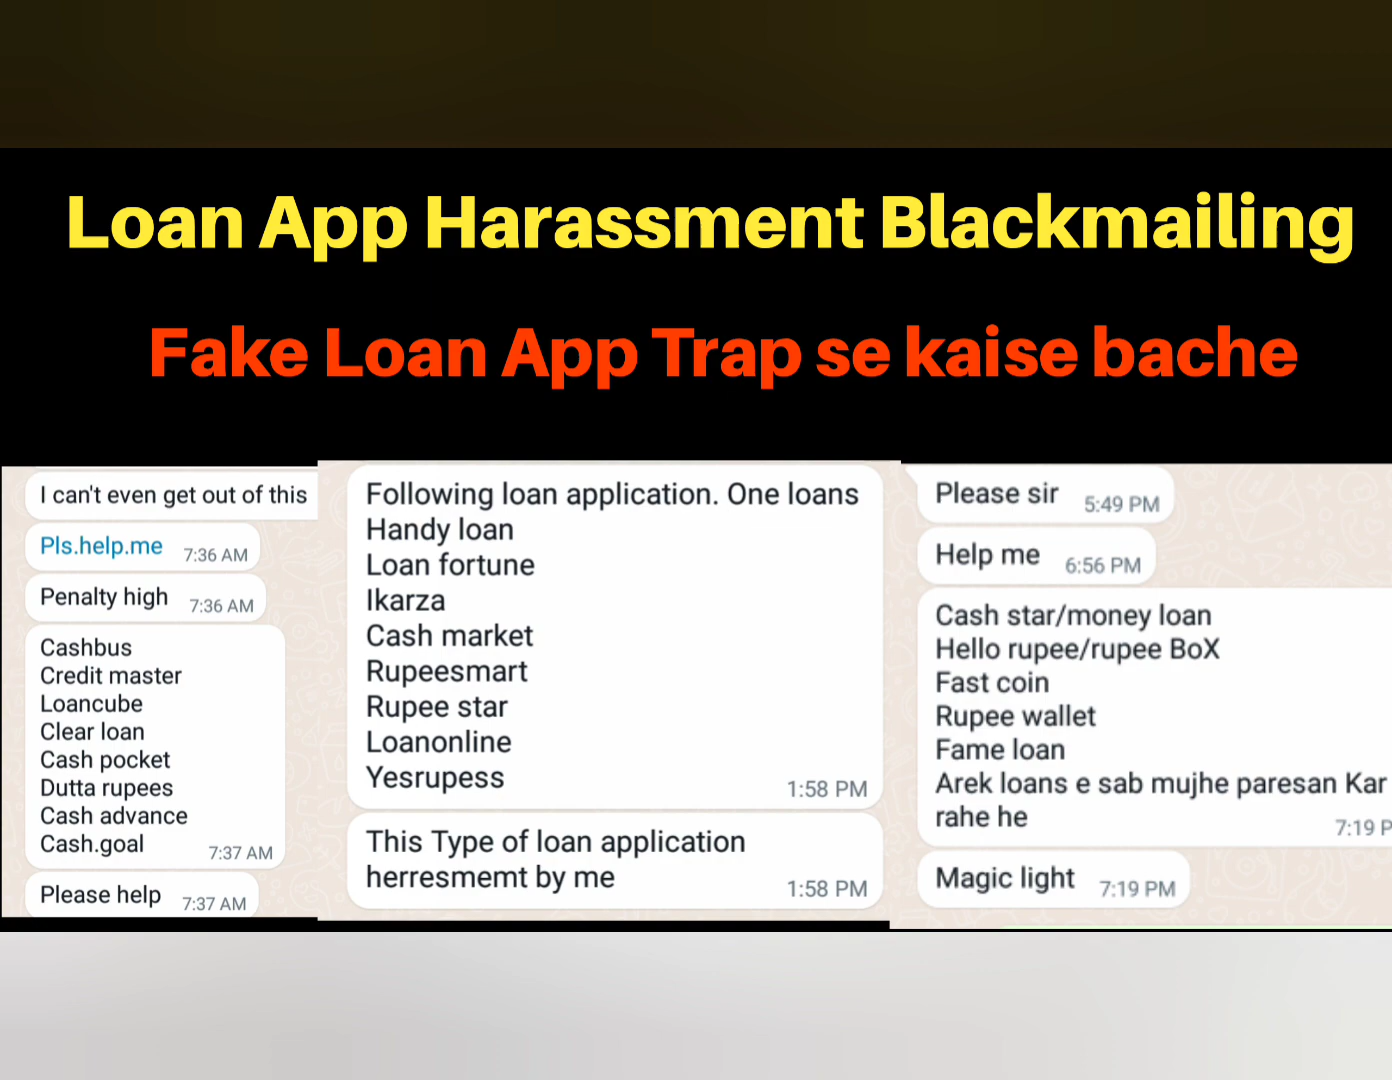 Loan App Harassment Blackmailing
Fake Loan App Trap se kaise bache
I can't even get out of this
Pls.help.me 7:36 AM
Penalty high 7:36 AM
Cashbus
Credit master
Loancube
Clear loan
Cash pocket
Dutta rupees
Cash advance
Cash.goal 7:37 AM
Please help 7:37 AM
Following loan application. One loans
Handy loan
Loan fortune
Ikarza
Cash market
Rupeesmart
Rupee star
Loanonline
Yesrupess 1:58 PM
This Type of loan application
herresmemt by me 1:58 PM
Please sir 5:49 PM
Help me 6:56 PM
Cash star/money loan
Hello rupee/rupee BoX
Fast coin
Rupee wallet
Fame loan
Arek loans e sab mujhe paresan Kar
rahe he 7:19 P
Magic light 7:19 PM